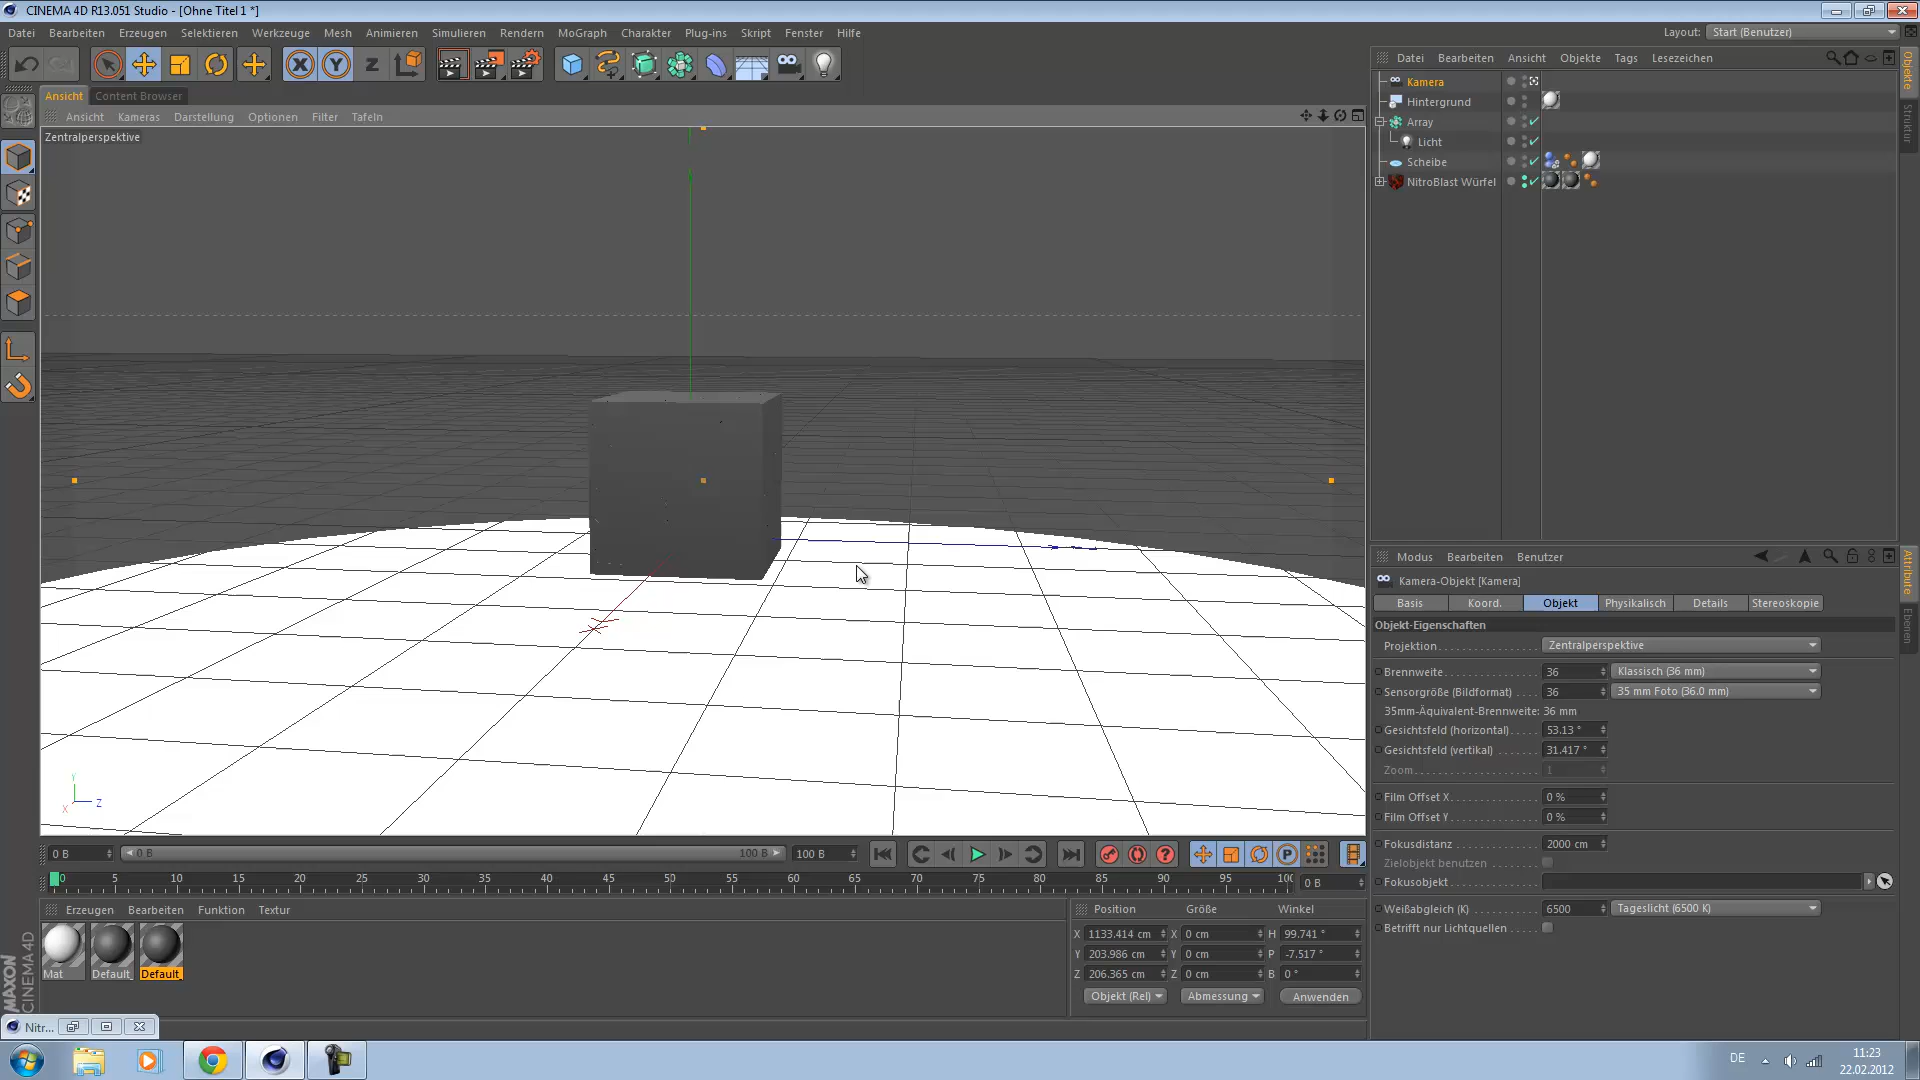 CINEMA 4D R13.051 Studio - [Ohne Titel 1 *]
Datei Bearbeiten Erzeugen Selektieren Werkzeuge Mesh Animieren Simulieren Rendern MoGraph Charakter Plug-ins Skript Fenster Hilfe
Layout: Start (Benutzer)
Ansicht Content Browser
Ansicht Kameras Darstellung Optionen Filter Tafeln
Zentralperspektive
Y
X Z
Datei Bearbeiten Ansicht Objekte Tags Lesezeichen
Kamera
Hintergrund
Array
Licht
Scheibe
NitroBlast Würfel
Objekte
Struktur
Modus Bearbeiten Benutzer
Kamera-Objekt [Kamera]
Basis Koord. Objekt Physikalisch Details Stereoskopie
Objekt-Eigenschaften
Projektion Zentralperspektive
Brennweite 36 Klassisch (36 mm)
Sensorgröße (Bildformat) 36 35 mm Foto (36.0 mm)
35mm-Äquivalent-Brennweite: 36 mm
Gesichtsfeld (horizontal) 53.13 °
Gesichtsfeld (vertikal) 31.417 °
Zoom 1
Film Offset X 0 %
Film Offset Y 0 %
Fokusdistanz 2000 cm
Zielobjekt benutzen
Fokusobjekt
Weißabgleich (K) 6500 Tageslicht (6500 K)
Betrifft nur Lichtquellen
Attribute
Ebenen
0 B 0 B 100 B 100 B
0 5 10 15 20 25 30 35 40 45 50 55 60 65 70 75 80 85 90 95 100 0 B
Erzeugen Bearbeiten Funktion Textur
Mat Default_ Default_
Position Größe Winkel
X 1133.414 cm X 0 cm H 99.741 °
Y 203.986 cm Y 0 cm P -7.517 °
Z 206.365 cm Z 0 cm B 0 °
Objekt (Rel) Abmessung Anwenden
MAXON
CINEMA 4D
Nitr...
DE
11:23
22.02.2012